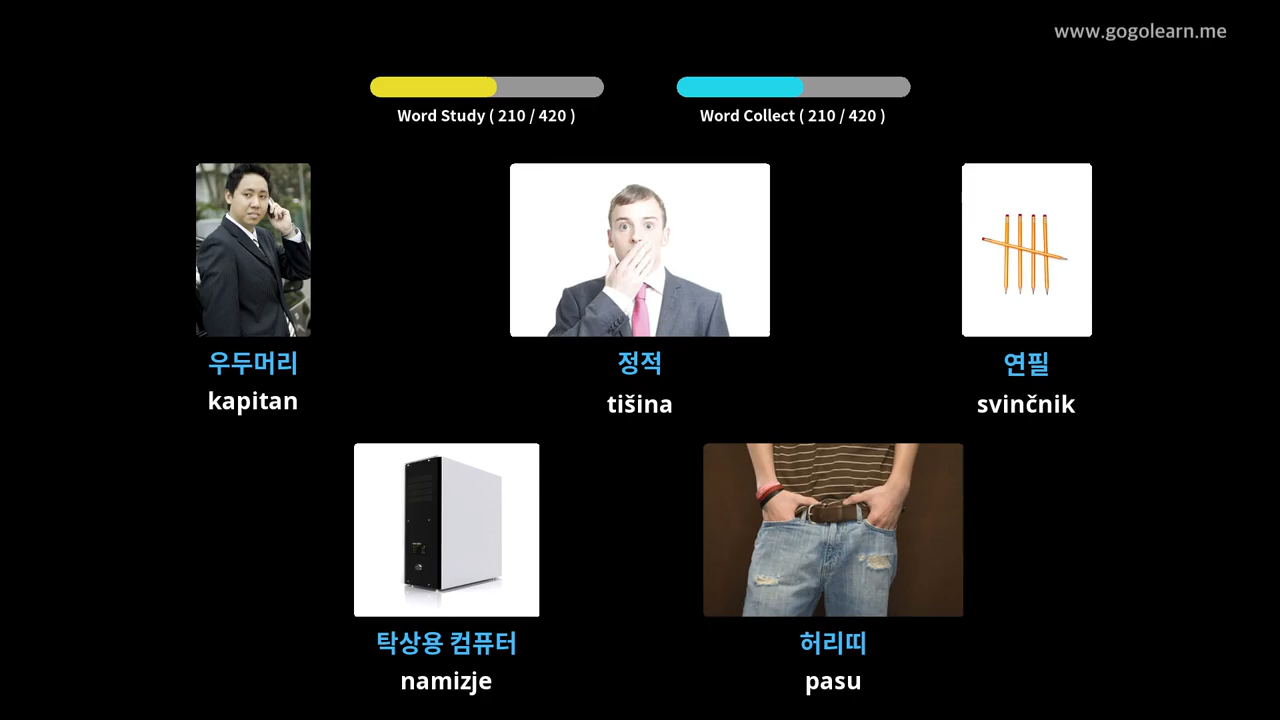 www.gogolearn.me
Word Study ( 210 / 420 )
Word Collect ( 210 / 420 )
우두머리
kapitan
정적
tišina
연필
svinčnik
탁상용 컴퓨터
namizje
허리띠
pasu